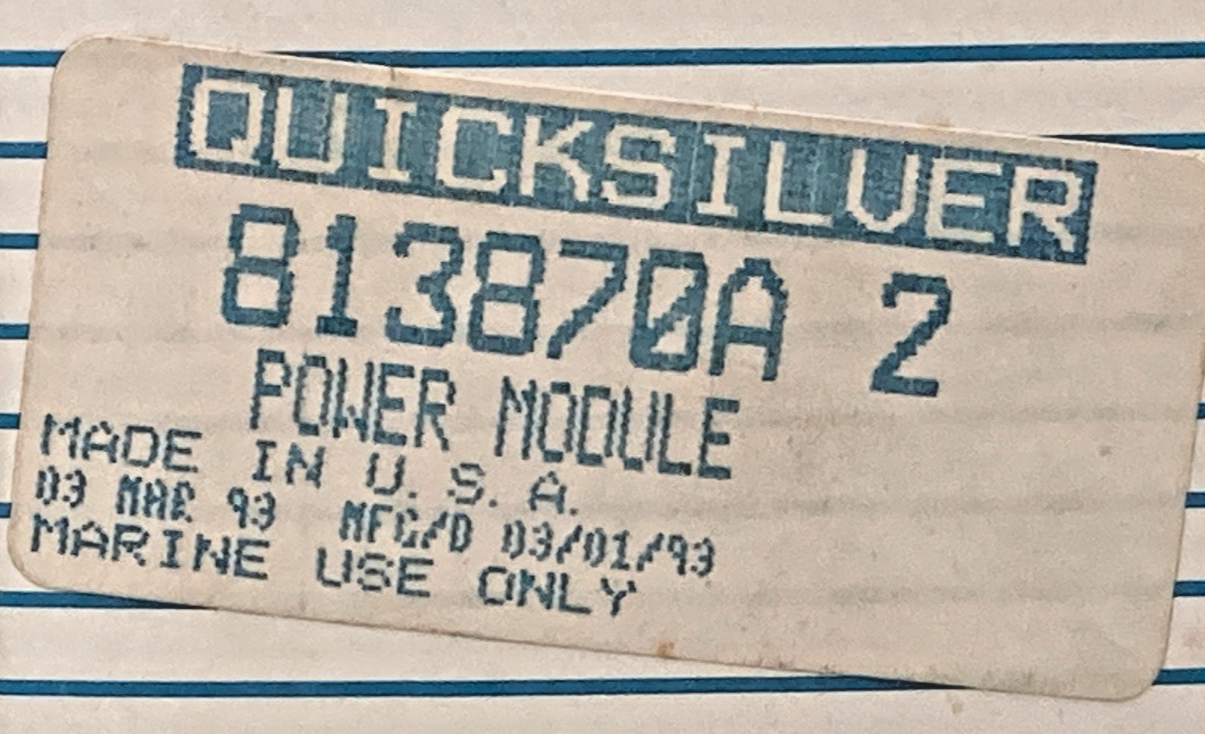 QUICKSILVER
813870A 2
POWER MODULE
MADE IN U.S.A.
03 MAR 93 MFG/D 03/01/93
MARINE USE ONLY